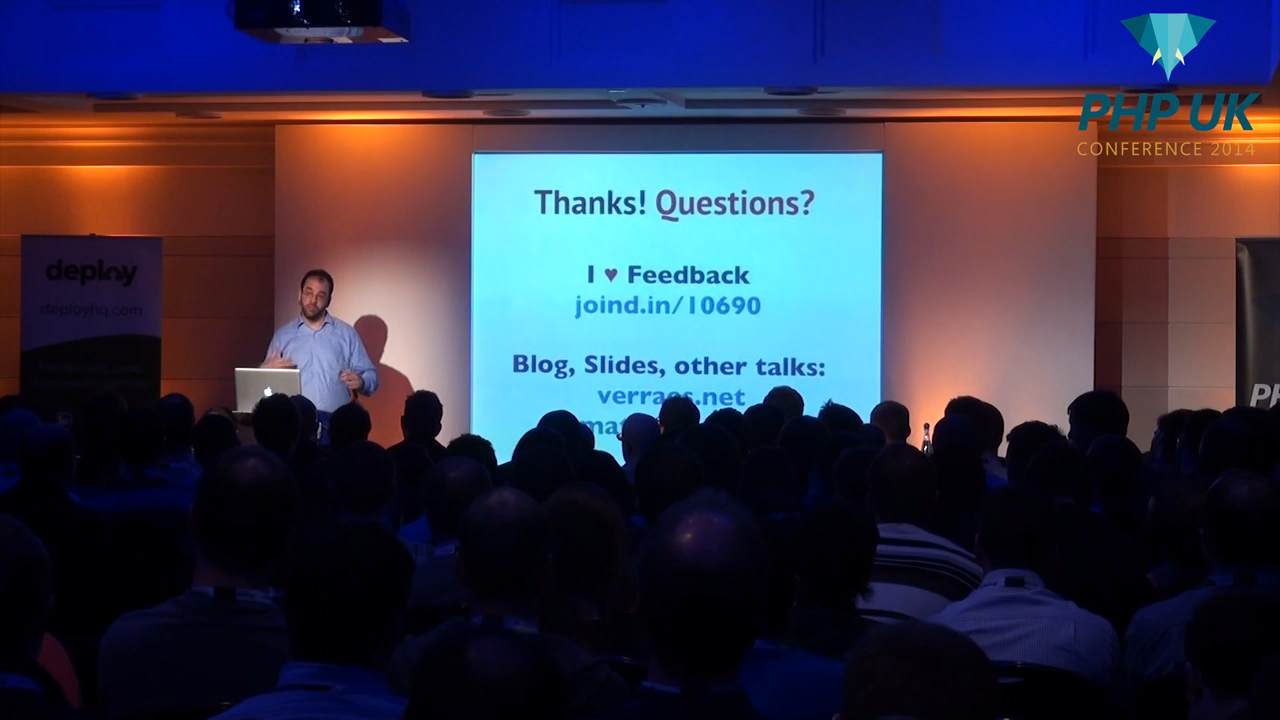 PHP UK
CONFERENCE 2014
Thanks! Questions?
I ♥ Feedback
joind.in/10690
Blog, Slides, other talks:
verraes.net
deploy
deployhq.com